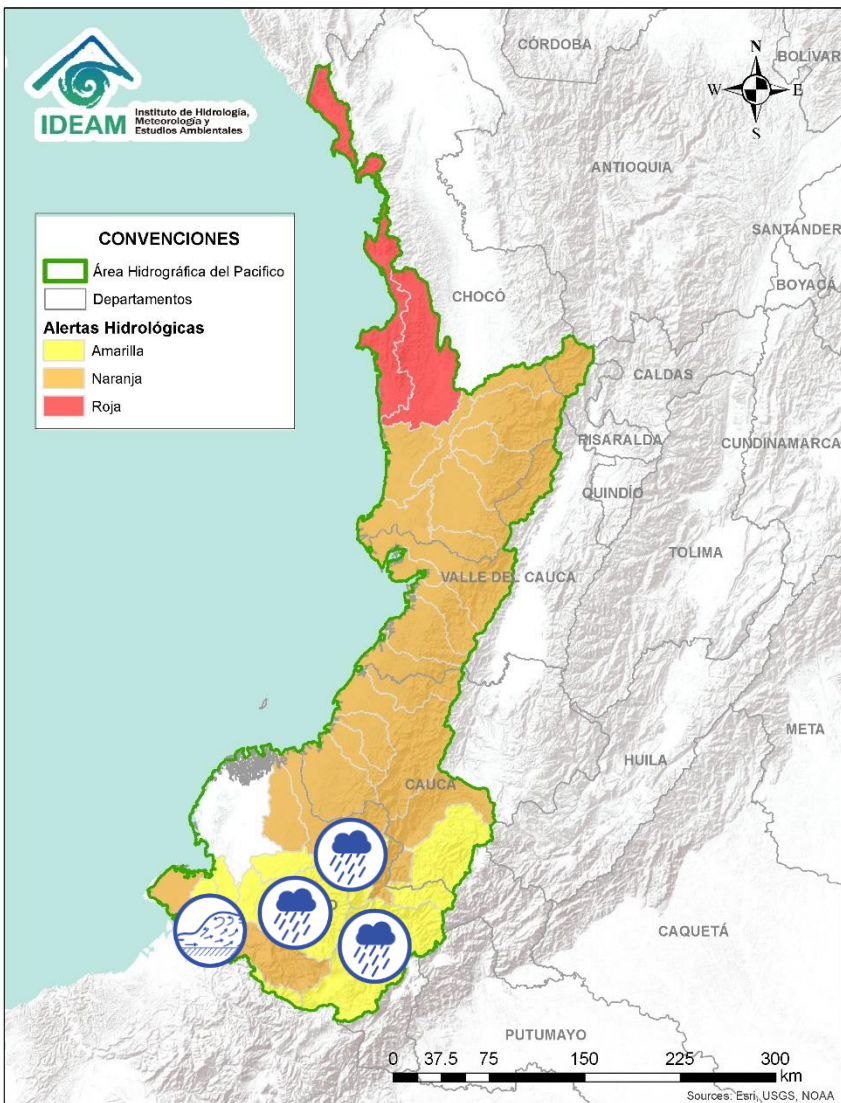 IDEAM
Instituto de Hidrología,
Meteorología y
Estudios Ambientales
CÓRDOBA
BOLÍVAR
N
W
E
S
ANTIOQUIA
SANTANDER
BOYACÁ
CONVENCIONES
Área Hidrográfica del Pacifico
Departamentos
Alertas Hidrológicas
Amarilla
Naranja
Roja
CHOCÓ
CALDAS
RISARALDA
CUNDINAMARCA
QUINDÍO
TOLIMA
VALLE DEL CAUCA
META
HUILA
CAUCA
CAQUETÁ
PUTUMAYO
0 37.5 75 150 225 300
km
Sources: Esri, USGS, NOAA